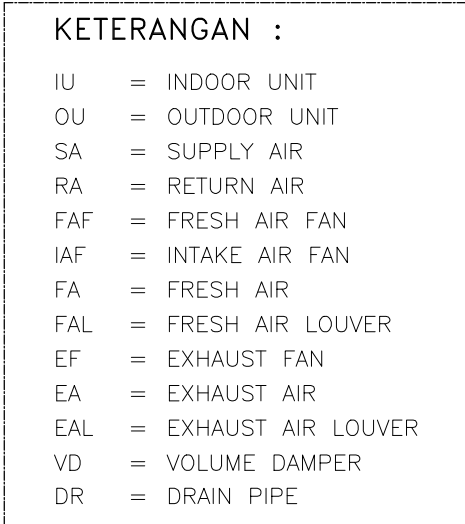 KETERANGAN :
IU = INDOOR UNIT
OU = OUTDOOR UNIT
SA = SUPPLY AIR
RA = RETURN AIR
FAF = FRESH AIR FAN
IAF = INTAKE AIR FAN
FA = FRESH AIR
FAL = FRESH AIR LOUVER
EF = EXHAUST FAN
EA = EXHAUST AIR
EAL = EXHAUST AIR LOUVER
VD = VOLUME DAMPER
DR = DRAIN PIPE